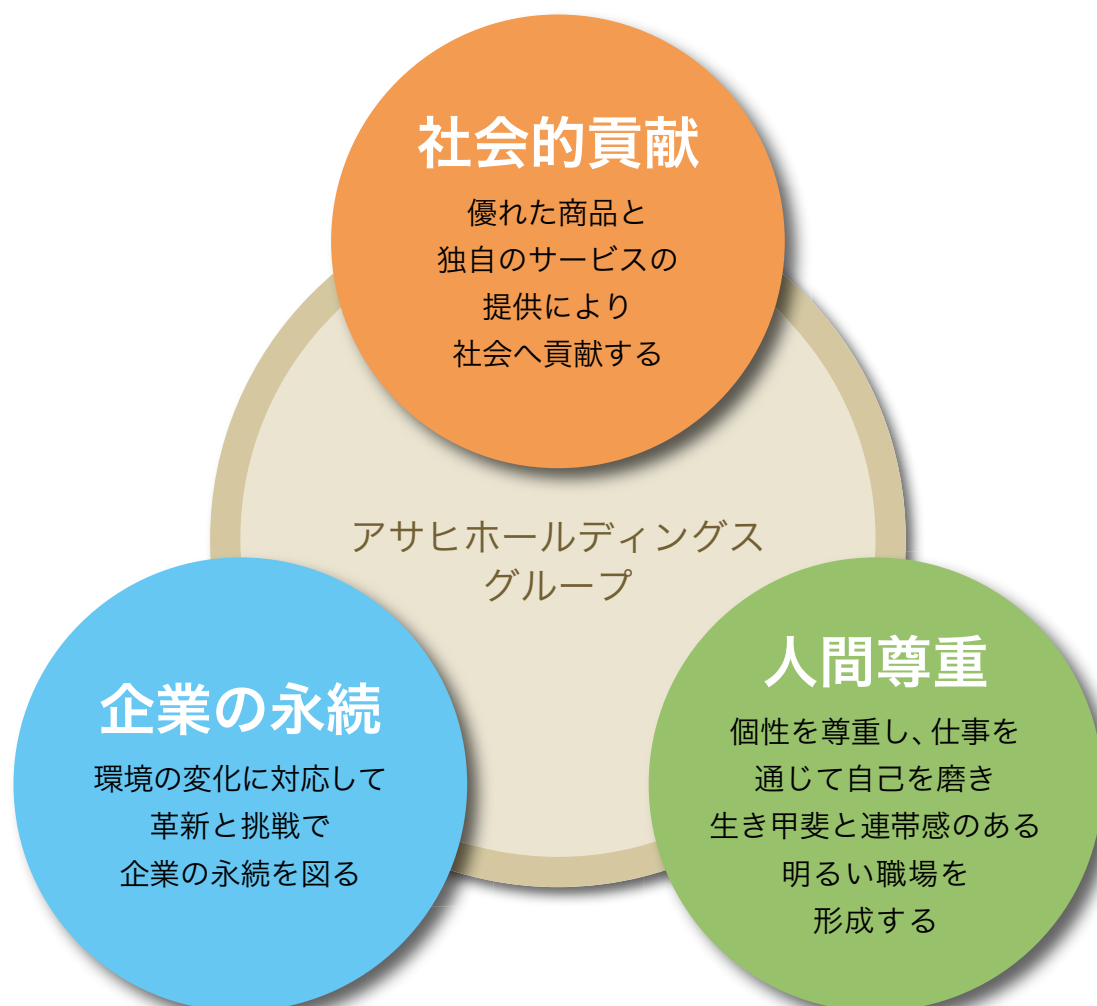 社会的貢献
優れた商品と
独自のサービスの
提供により
社会へ貢献する
アサヒホールディングス
グループ
企業の永続
環境の変化に対応して
革新と挑戦で
企業の永続を図る
人間尊重
個性を尊重し、仕事を
通じて自己を磨き
生き甲斐と連帯感のある
明るい職場を
形成する